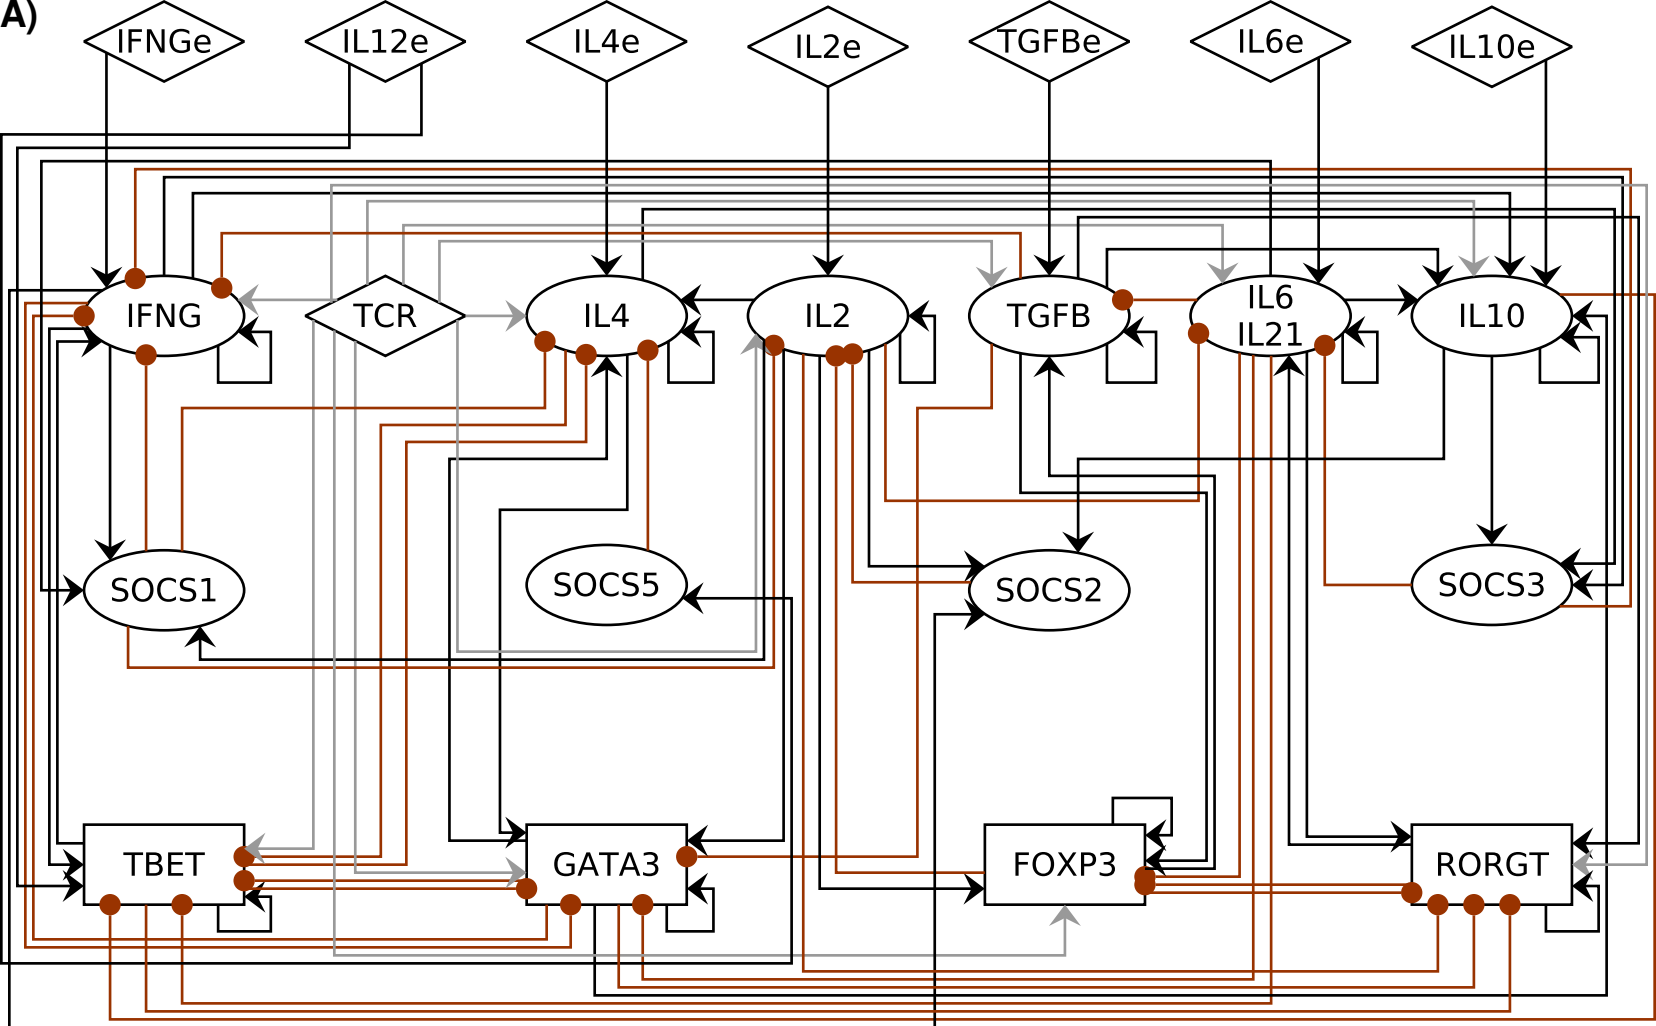 A)
IFNGe
IL12e
IL4e
IL2e
TGFBe
IL6e
IL10e
IFNG
TCR
IL4
IL2
TGFB
IL6
IL21
IL10
SOCS1
SOCS5
SOCS2
SOCS3
TBET
GATA3
FOXP3
RORGT